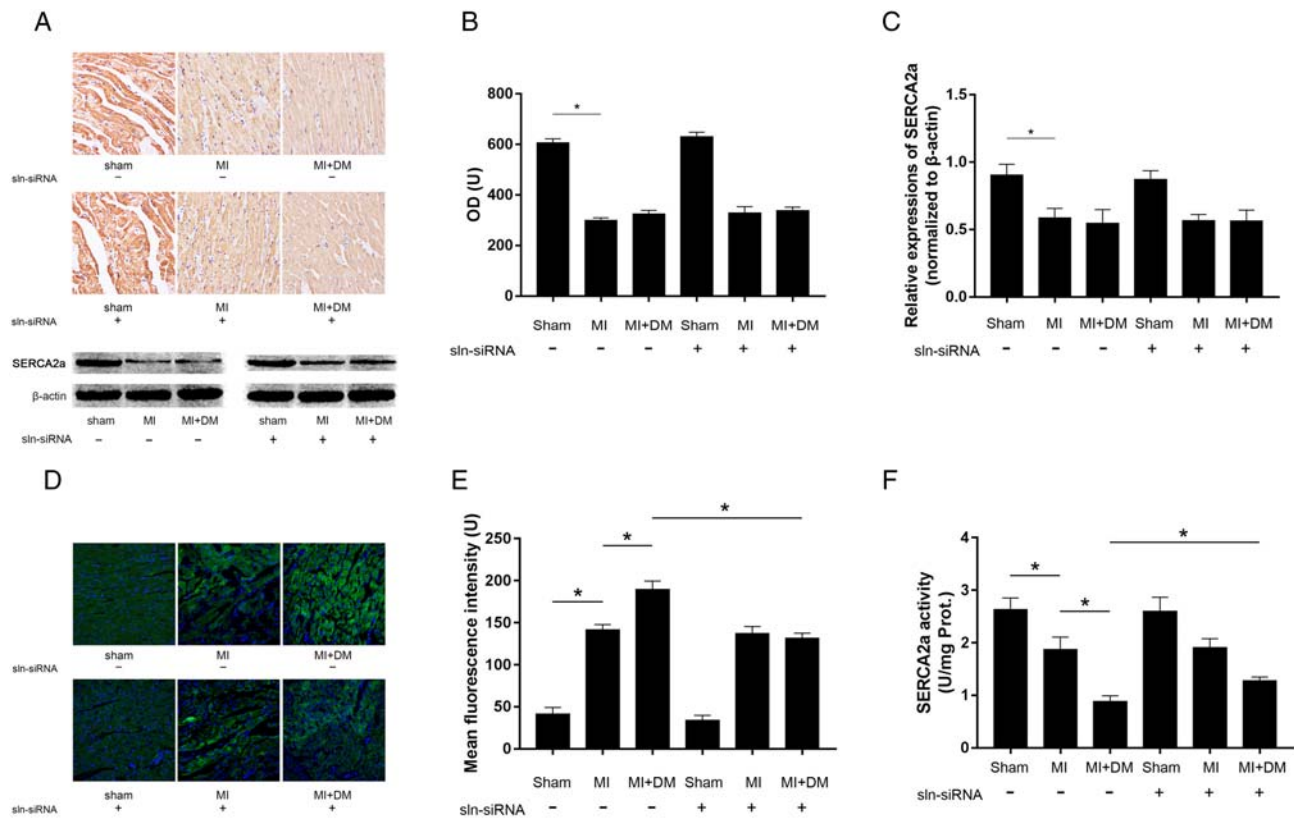 A
sham MI MI+DM
sln-siRNA – – –
sham MI MI+DM
sln-siRNA + + +
SERCA2a
β-actin
sham MI MI+DM sham MI MI+DM
sln-siRNA – – – + + +
B
OD (U)
800
600
400
200
0
*
Sham MI MI+DM Sham MI MI+DM
sln-siRNA – – – + + +
C
Relative expressions of SERCA2a
(normalized to β-actin)
1.5
1.0
0.5
0.0
*
Sham MI MI+DM Sham MI MI+DM
sln-siRNA – – – + + +
D
sham MI MI+DM
sln-siRNA – – –
sham MI MI+DM
sln-siRNA + + +
E
Mean fluorescence intensity (U)
250
200
150
100
50
0
* * *
Sham MI MI+DM Sham MI MI+DM
sln-siRNA – – – + + +
F
SERCA2a activity
(U/mg Prot.)
4
3
2
1
0
* * *
Sham MI MI+DM Sham MI MI+DM
sln-siRNA – – – + + +